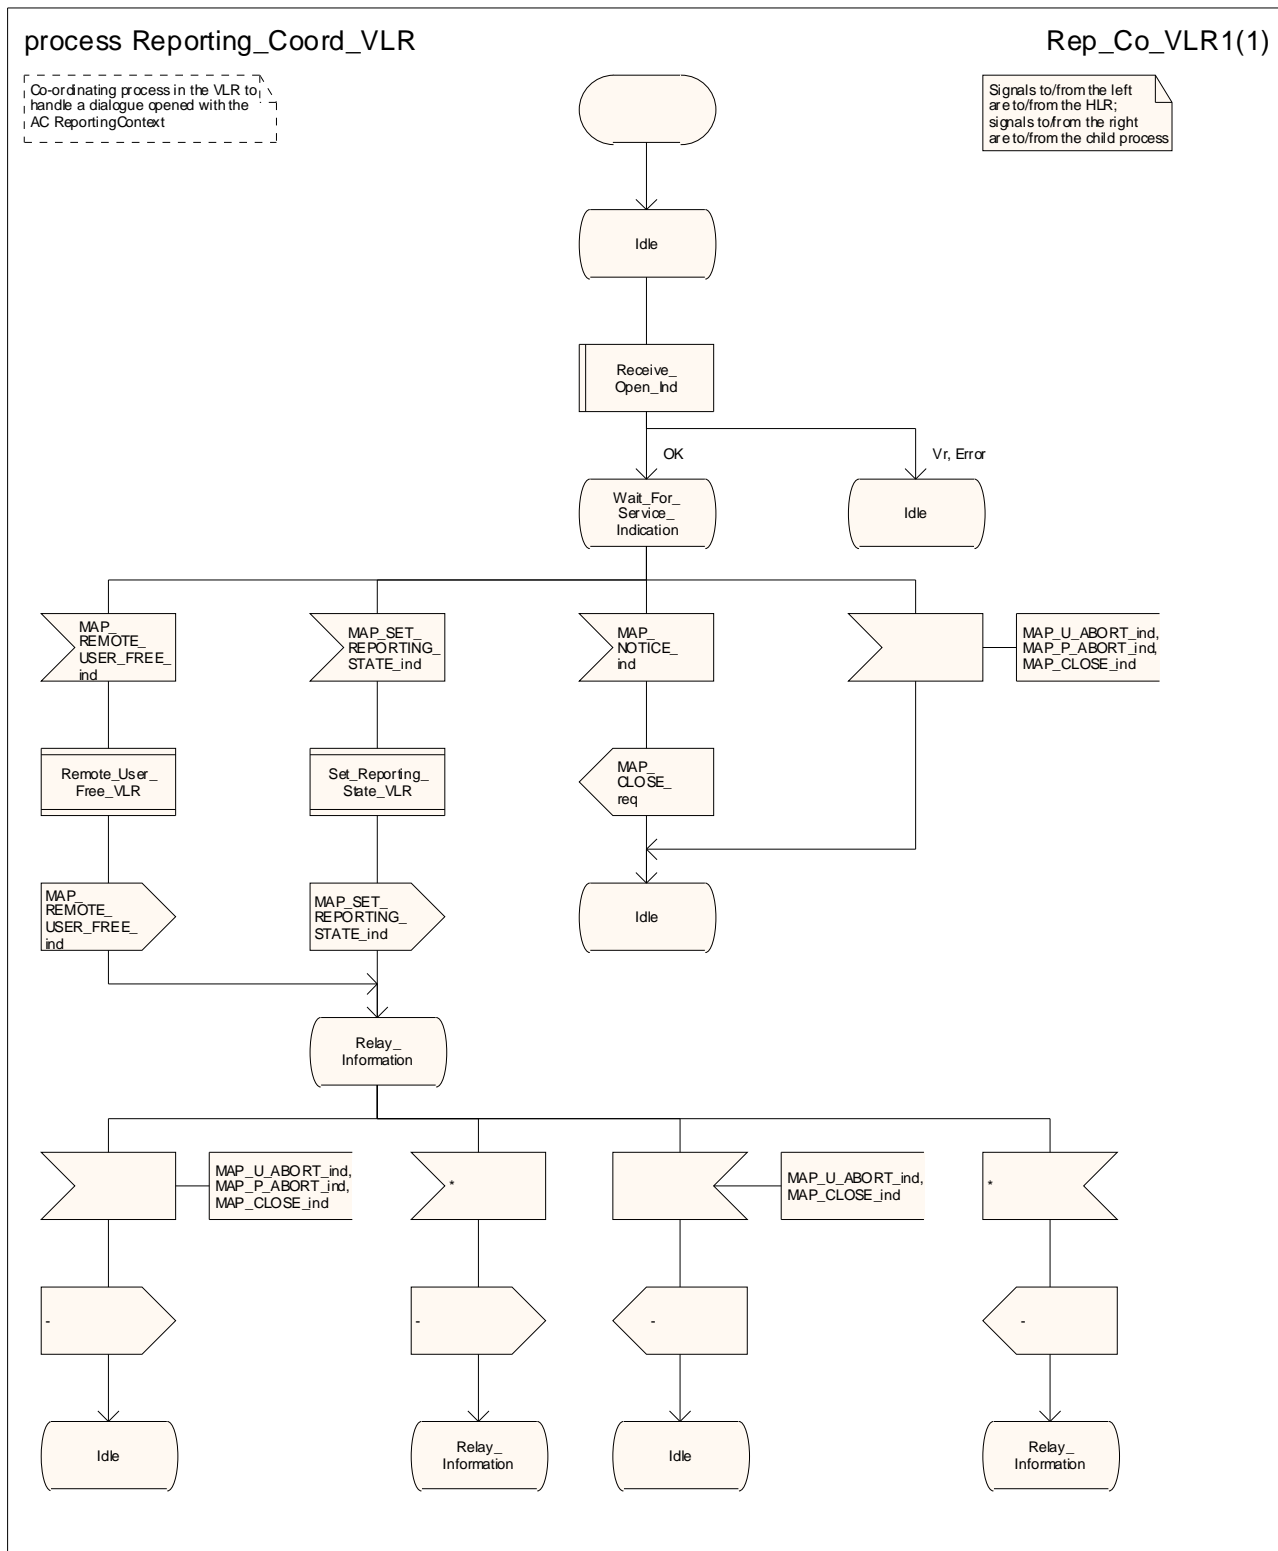 process Reporting_Coord_VLR
Rep_Co_VLR1(1)
Co-ordinating process in the VLR to
handle a dialogue opened with the
AC ReportingContext
Signals to/from the left
are to/from the HLR;
signals to/from the right
are to/from the child process
Idle
Receive_
Open_Ind
OK
Vr, Error
Wait_For_
Service_
Indication
Idle
MAP_
REMOTE_
USER_FREE_
ind
MAP_SET_
REPORTING_
STATE_ind
MAP_
NOTICE_
ind
MAP_U_ABORT_ind,
MAP_P_ABORT_ind,
MAP_CLOSE_ind
Remote_User_
Free_VLR
Set_Reporting_
State_VLR
MAP_
CLOSE_
req
MAP_
REMOTE_
USER_FREE_
ind
MAP_SET_
REPORTING_
STATE_ind
Idle
Relay_
Information
MAP_U_ABORT_ind,
MAP_P_ABORT_ind,
MAP_CLOSE_ind
*
MAP_U_ABORT_ind,
MAP_CLOSE_ind
*
-
-
-
-
Idle
Relay_
Information
Idle
Relay_
Information